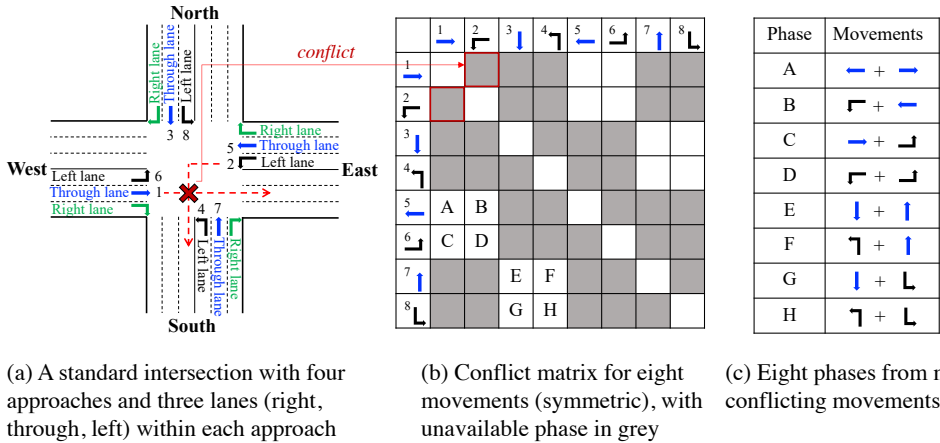 North
conflict
Right lane
Through lane
Left lane
3 8
West
East
Left lane
6
Through lane
1
Right lane
Right lane
5
Through lane
2
Left lane
4 7
Left lane
Through lane
Right lane
South
1 2 3 4 5 6 7 8
1
2
3
4
5 A B
6 C D
7 E F
8 G H
Phase Movements
A +
B +
C +
D +
E +
F +
G +
H +
(a) A standard intersection with four
approaches and three lanes (right,
through, left) within each approach
(b) Conflict matrix for eight
movements (symmetric), with
unavailable phase in grey
(c) Eight phases from
conflicting movements